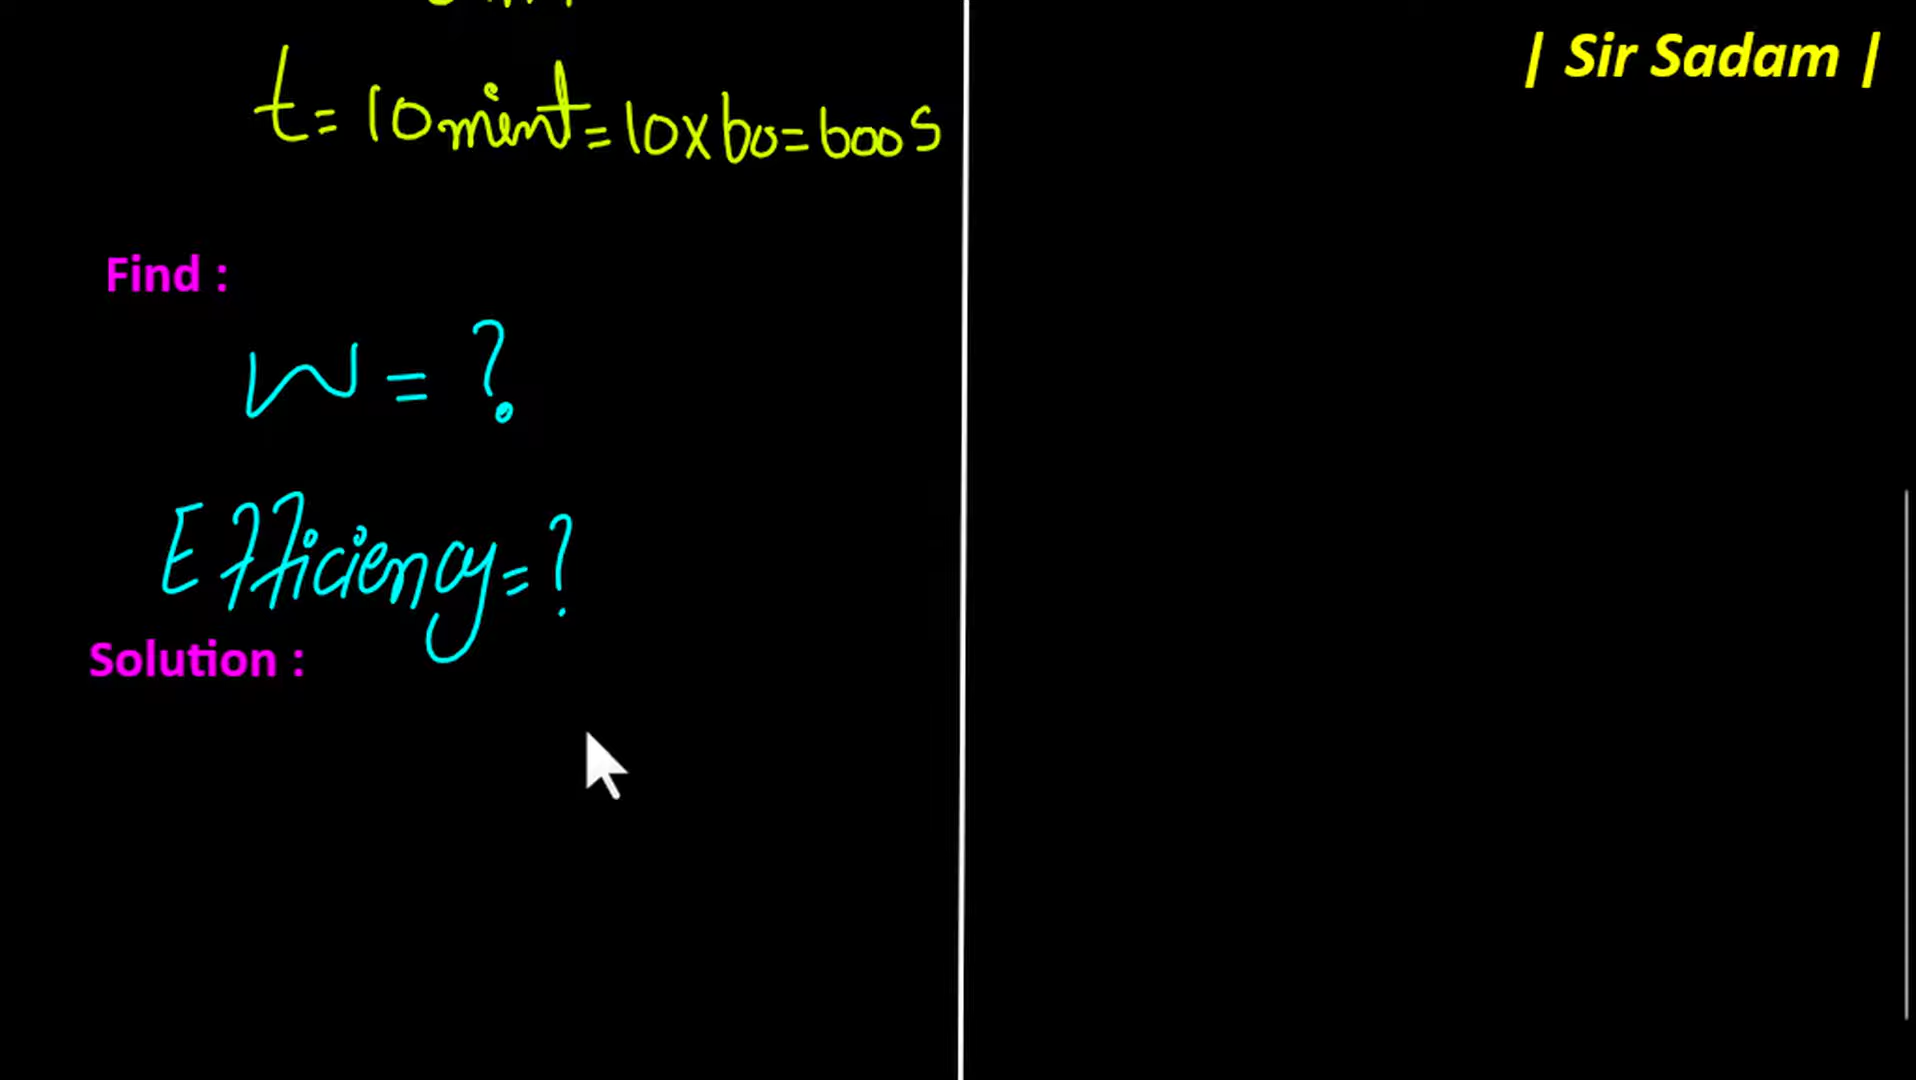 t = 10 mint = 10 x 60 = 600 S
Find :
W = ?
Efficiency = ?
Solution :
| Sir Sadam |